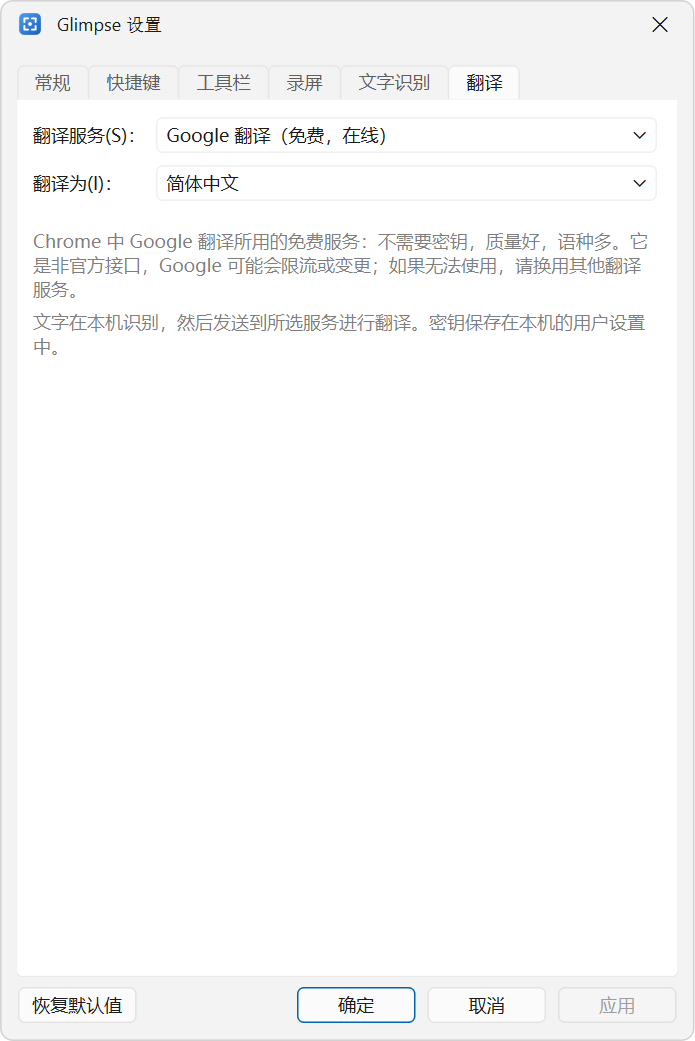 Glimpse 设置
常规 快捷键 工具栏 录屏 文字识别 翻译
翻译服务(S): Google 翻译（免费，在线）
翻译为(I): 简体中文
Chrome 中 Google 翻译所用的免费服务：不需要密钥，质量好，语种多。它
是非官方接口，Google 可能会限流或变更；如果无法使用，请换用其他翻译
服务。
文字在本机识别，然后发送到所选服务进行翻译。密钥保存在本机的用户设置
中。
恢复默认值 确定 取消 应用